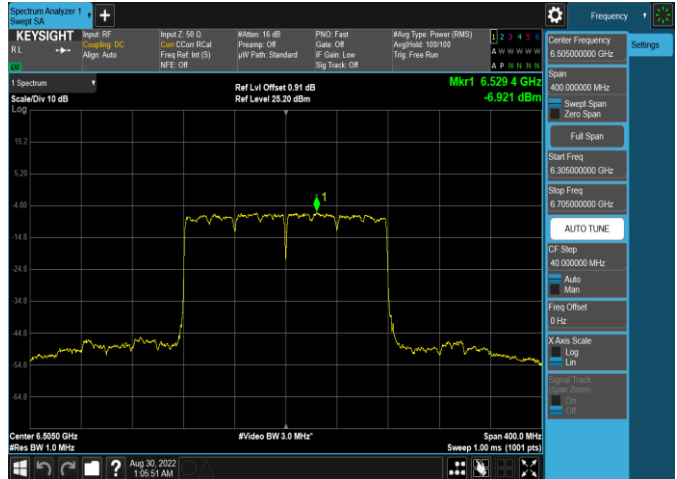 Spectrum Analyzer 1
Swept SA
Frequency
KEYSIGHT
RL
Input: RF
Coupling: DC
Align: Auto
Input Z: 50 Ω
Corr CCorr RCal
Freq Ref: Int (S)
NFE: Off
#Atten: 16 dB
Preamp: Off
µW Path: Standard
PNO: Fast
Gate: Off
IF Gain: Low
Sig Track: Off
#Avg Type: Power (RMS)
Avg|Hold: 100/100
Trig: Free Run
1 2 3 4 5 6
A W W W W W
A P N N N N
1 Spectrum
Scale/Div 10 dB
Log
Ref Lvl Offset 0.91 dB
Ref Level 25.20 dBm
Mkr1 6.529 4 GHz
-6.921 dBm
15.2
5.20
-4.80
-14.8
-24.8
-34.8
-44.8
-54.8
-64.8
1
Center 6.5050 GHz
#Res BW 1.0 MHz
#Video BW 3.0 MHz*
Span 400.0 MHz
Sweep 1.00 ms (1001 pts)
Aug 30, 2022
1:05:51 AM
Center Frequency
6.505000000 GHz
Settings
Span
400.000000 MHz
Swept Span
Zero Span
Full Span
Start Freq
6.305000000 GHz
Stop Freq
6.705000000 GHz
AUTO TUNE
CF Step
40.000000 MHz
Auto
Man
Freq Offset
0 Hz
X Axis Scale
Log
Lin
Signal Track
(Span Zoom)
On
Off